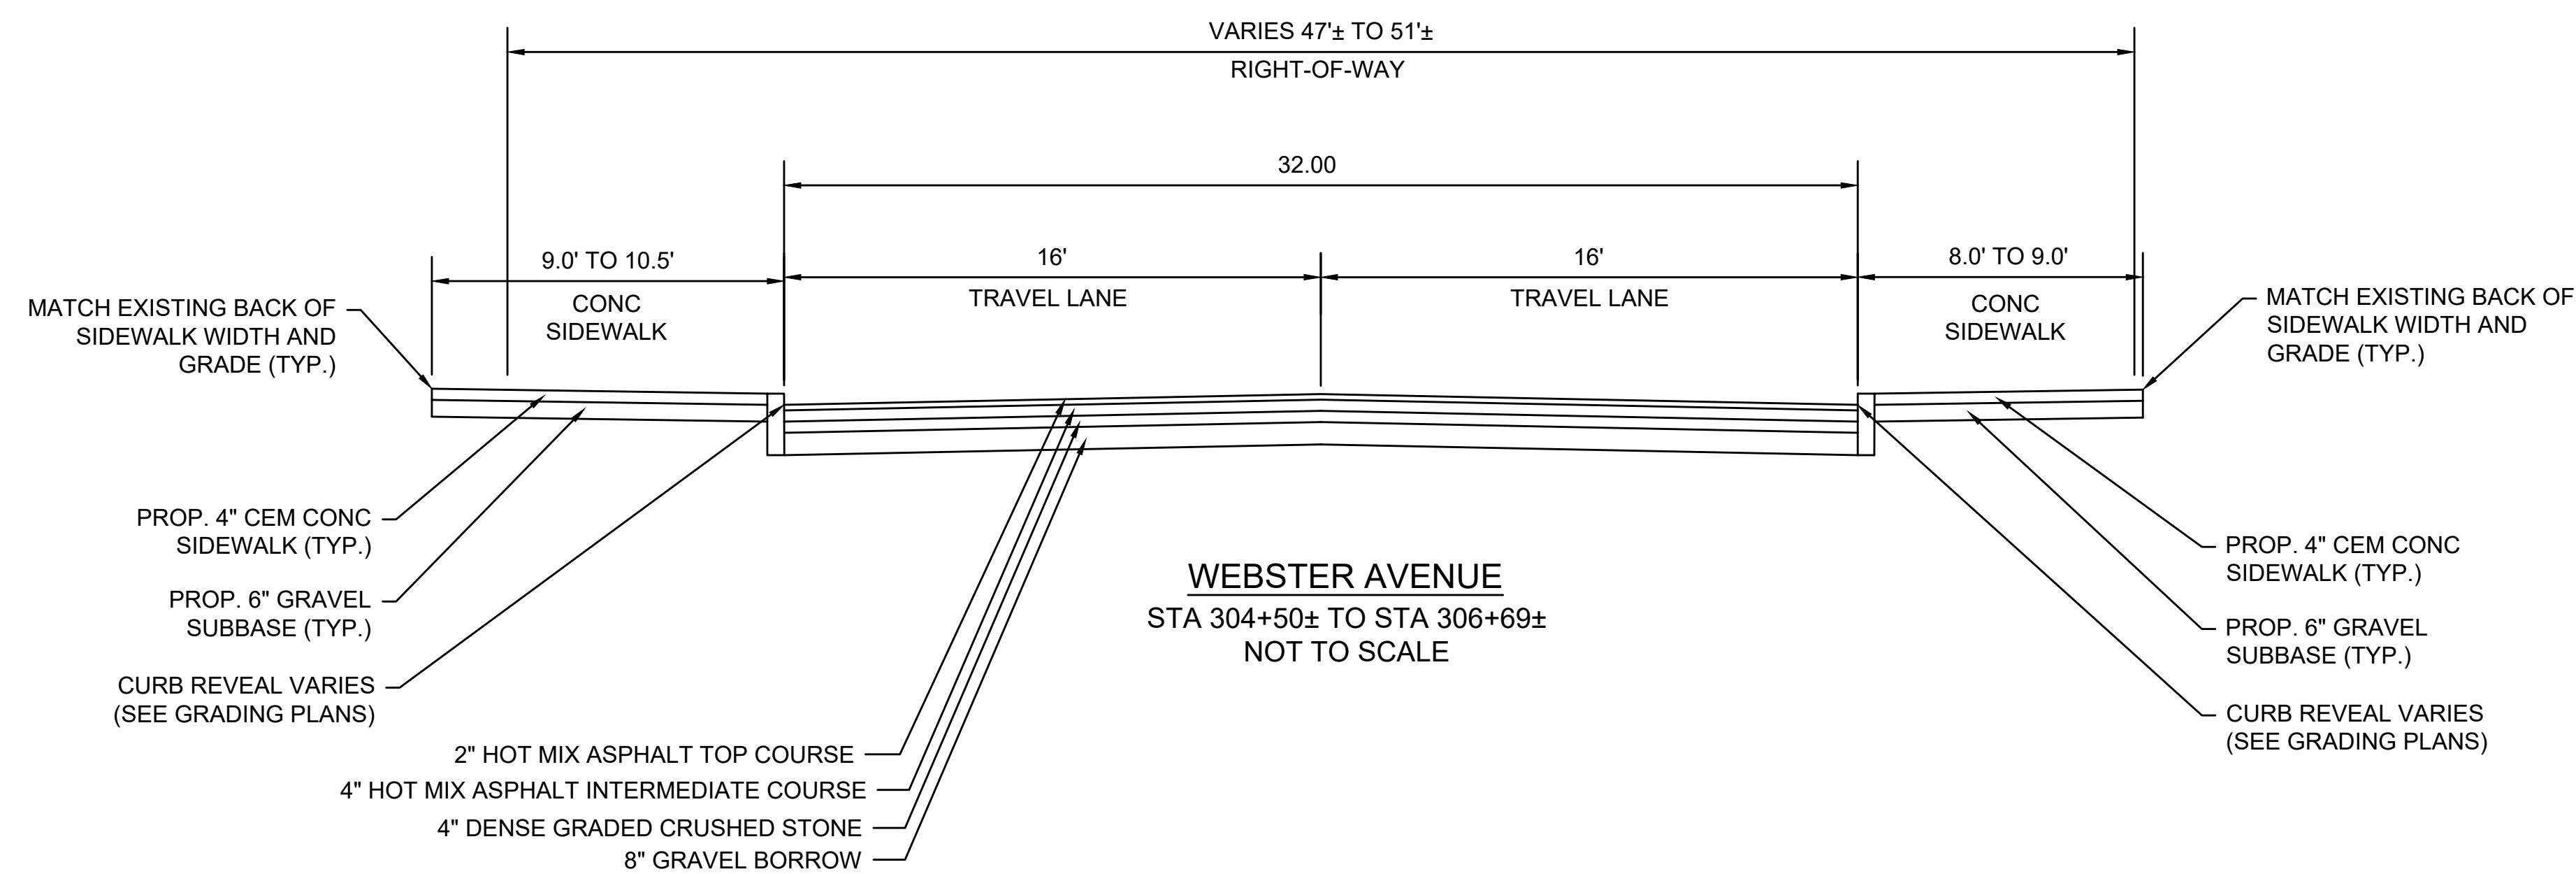 VARIES 47'± TO 51'±
RIGHT-OF-WAY
32.00
9.0' TO 10.5'
CONC
SIDEWALK
16'
TRAVEL LANE
16'
TRAVEL LANE
8.0' TO 9.0'
CONC
SIDEWALK
MATCH EXISTING BACK OF
SIDEWALK WIDTH AND
GRADE (TYP.)
MATCH EXISTING BACK OF
SIDEWALK WIDTH AND
GRADE (TYP.)
PROP. 4" CEM CONC
SIDEWALK (TYP.)
PROP. 6" GRAVEL
SUBBASE (TYP.)
CURB REVEAL VARIES
(SEE GRADING PLANS)
2" HOT MIX ASPHALT TOP COURSE
4" HOT MIX ASPHALT INTERMEDIATE COURSE
4" DENSE GRADED CRUSHED STONE
8" GRAVEL BORROW
WEBSTER AVENUE
STA 304+50± TO STA 306+69±
NOT TO SCALE
PROP. 4" CEM CONC
SIDEWALK (TYP.)
PROP. 6" GRAVEL
SUBBASE (TYP.)
CURB REVEAL VARIES
(SEE GRADING PLANS)